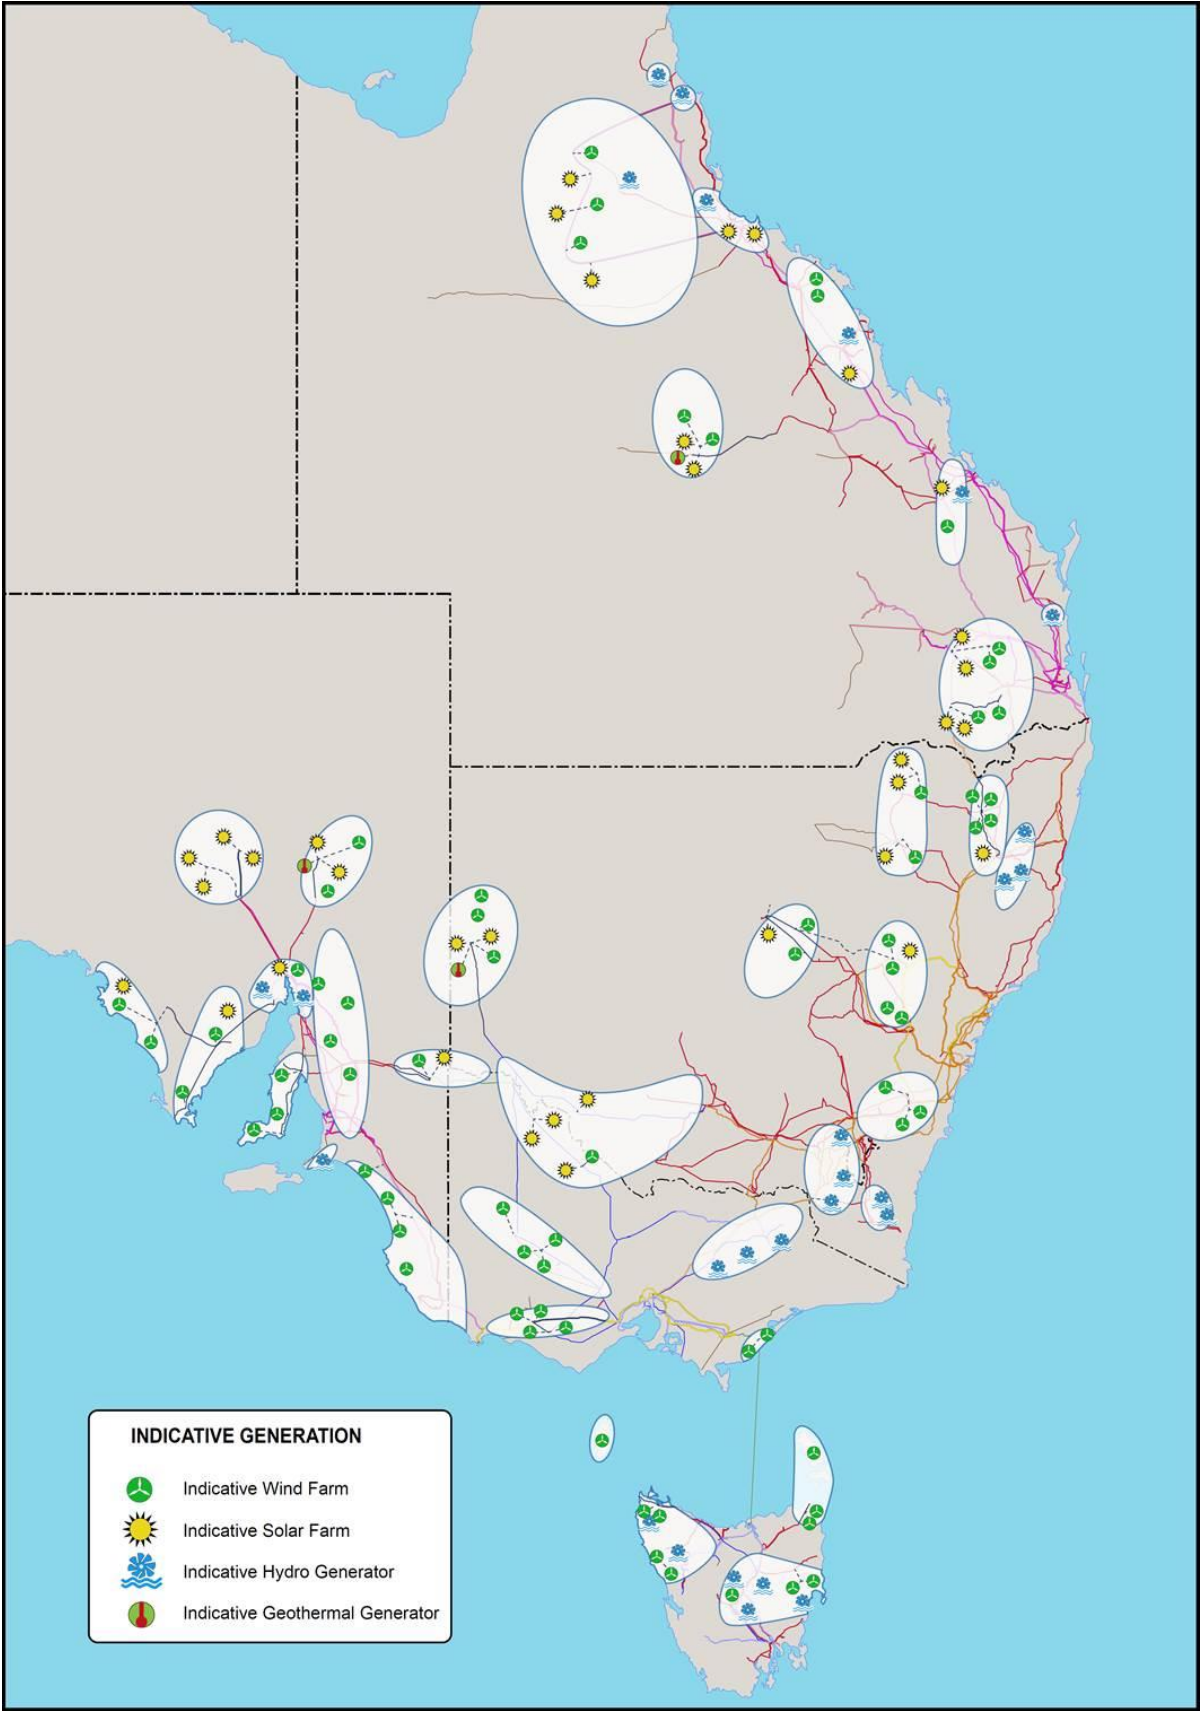 INDICATIVE GENERATION
Indicative Wind Farm
Indicative Solar Farm
Indicative Hydro Generator
Indicative Geothermal Generator